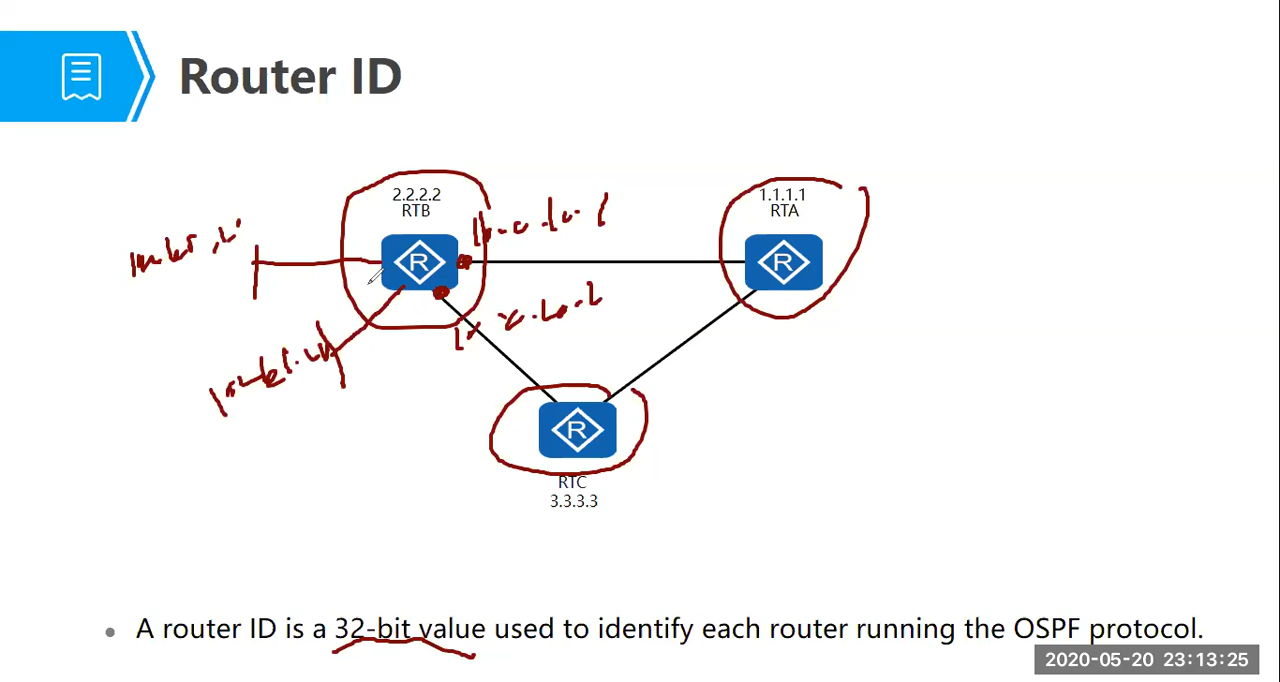 Router ID
2.2.2.2
RTB
1.1.1.1
RTA
R
R
R
RTC
3.3.3.3
• A router ID is a 32-bit value used to identify each router running the OSPF protocol.
2020-05-20 23:13:25